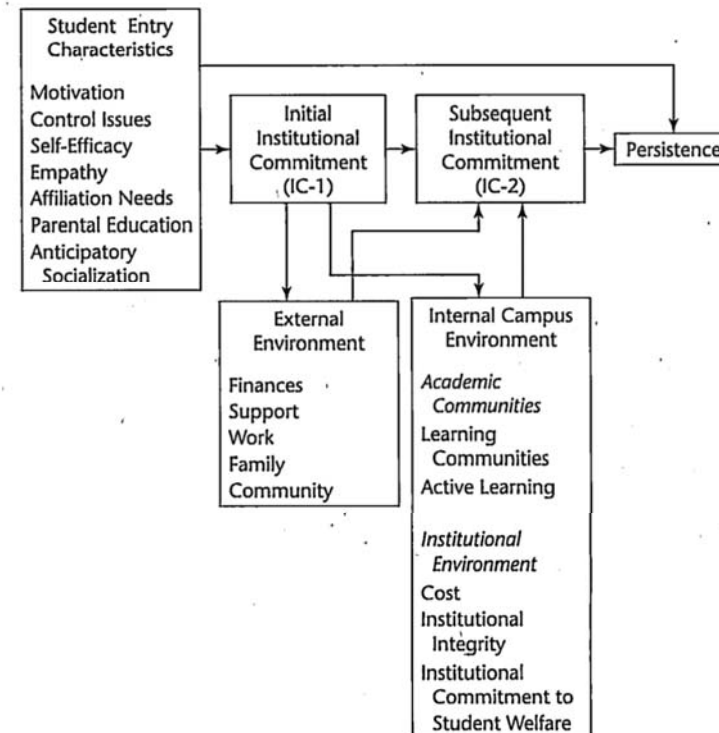 Student Entry
Characteristics
Motivation
Control Issues
Self-Efficacy
Empathy
Affiliation Needs
Parental Education
Anticipatory
Socialization
Initial
Institutional
Commitment
(IC-1)
Subsequent
Institutional
Commitment
(IC-2)
Persistence
External
Environment
Finances
Support
Work
Family
Community
Internal Campus
Environment
Academic
Communities
Learning
Communities
Active Learning
Institutional
Environment
Cost
Institutional
Integrity
Institutional
Commitment to
Student Welfare